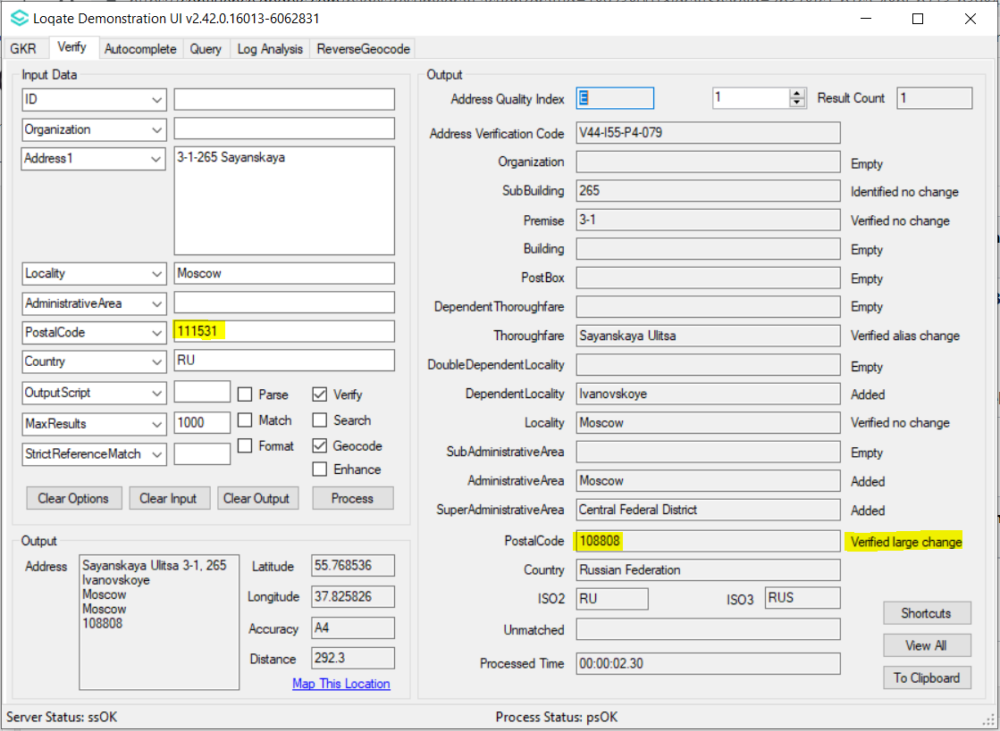 Loqate Demonstration UI v2.42.0.16013-6062831
GKR Verify Autocomplete Query Log Analysis ReverseGeocode
Input Data
ID
Organization
Address1 3-1-265 Sayanskaya
Locality Moscow
AdministrativeArea
PostalCode 111531
Country RU
OutputScript Parse Verify
MaxResults 1000 Match Search
StrictReferenceMatch Format Geocode
Enhance
Clear Options Clear Input Clear Output Process
Output
Address Sayanskaya Ulitsa 3-1, 265
Ivanovskoye
Moscow
Moscow
108808
Latitude 55.768536
Longitude 37.825826
Accuracy A4
Distance 292.3
Map This Location
Output
Address Quality Index E 1 Result Count 1
Address Verification Code V44-I55-P4-079
Organization Empty
SubBuilding 265 Identified no change
Premise 3-1 Verified no change
Building Empty
PostBox Empty
DependentThoroughfare Empty
Thoroughfare Sayanskaya Ulitsa Verified alias change
DoubleDependentLocality Empty
DependentLocality Ivanovskoye Added
Locality Moscow Verified no change
SubAdministrativeArea Empty
AdministrativeArea Moscow Added
SuperAdministrativeArea Central Federal District Added
PostalCode 108808 Verified large change
Country Russian Federation
ISO2 RU ISO3 RUS
Unmatched
Processed Time 00:00:02.30
Shortcuts
View All
To Clipboard
Server Status: ssOK Process Status: psOK